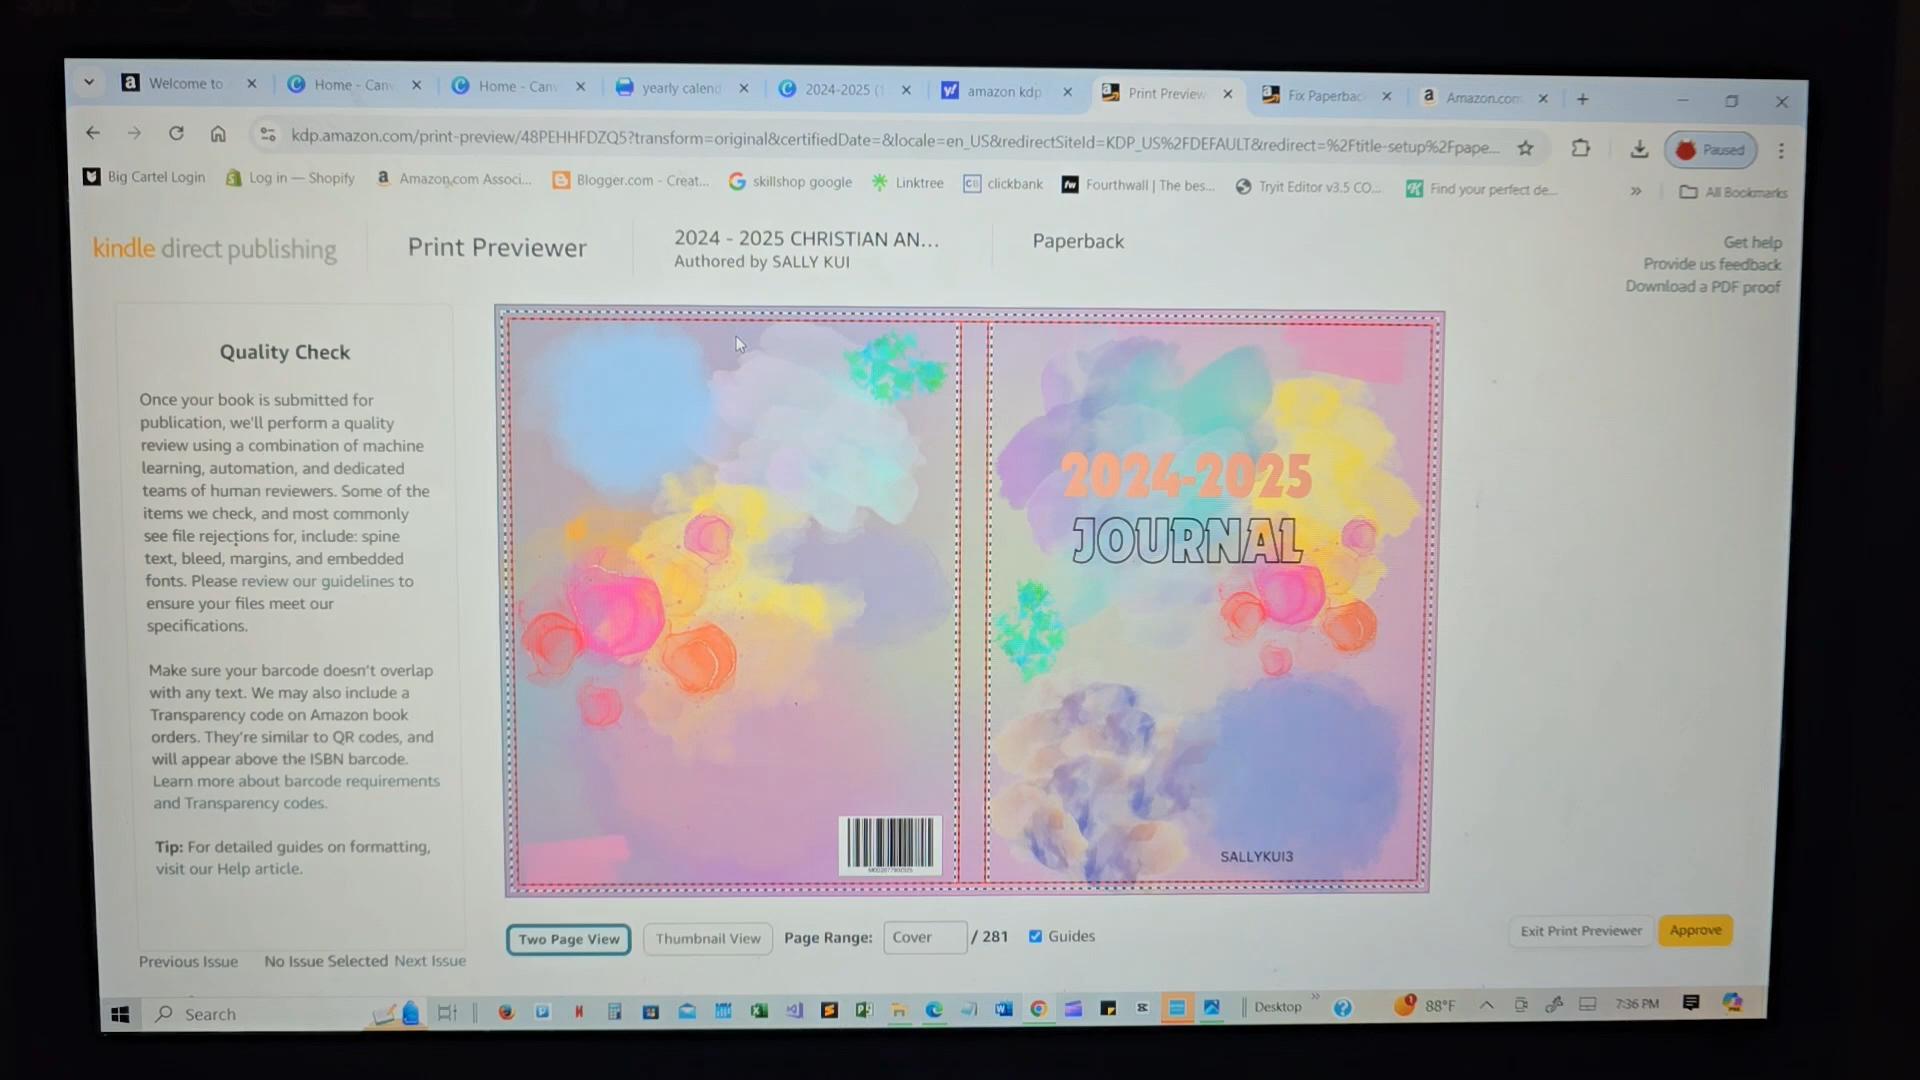 Welcome to
Home - Can
Home - Can
yearly calend
2024-2025 (
amazon kdp
Print Preview
Fix Paperbac
Amazon.com
kdp.amazon.com/print-preview/48PEHHFDZQ5?transform=original&certifiedDate=&locale=en_US&redirectSiteId=KDP_US%2FDEFAULT&redirect=%2Ftitle-setup%2Fpape...
Paused
Big Cartel Login
Log in — Shopify
Amazon.com Associ...
Blogger.com - Creat...
skillshop google
Linktree
clickbank
Fourthwall | The bes...
Tryit Editor v3.5 CO...
Find your perfect de...
All Bookmarks
kindle direct publishing
Print Previewer
2024 - 2025 CHRISTIAN AN...
Authored by SALLY KUI
Paperback
Get help
Provide us feedback
Download a PDF proof
Quality Check
Once your book is submitted for
publication, we'll perform a quality
review using a combination of machine
learning, automation, and dedicated
teams of human reviewers. Some of the
items we check, and most commonly
see file rejections for, include: spine
text, bleed, margins, and embedded
fonts. Please review our guidelines to
ensure your files meet our
specifications.
Make sure your barcode doesn't overlap
with any text. We may also include a
Transparency code on Amazon book
orders. They're similar to QR codes, and
will appear above the ISBN barcode.
Learn more about barcode requirements
and Transparency codes.
Tip: For detailed guides on formatting,
visit our Help article.
Previous Issue No Issue Selected Next Issue
2024-2025
JOURNAL
SALLYKUI3
Two Page View
Thumbnail View
Page Range: Cover / 281
Guides
Exit Print Previewer
Approve
Search
Desktop
88°F
7:36 PM